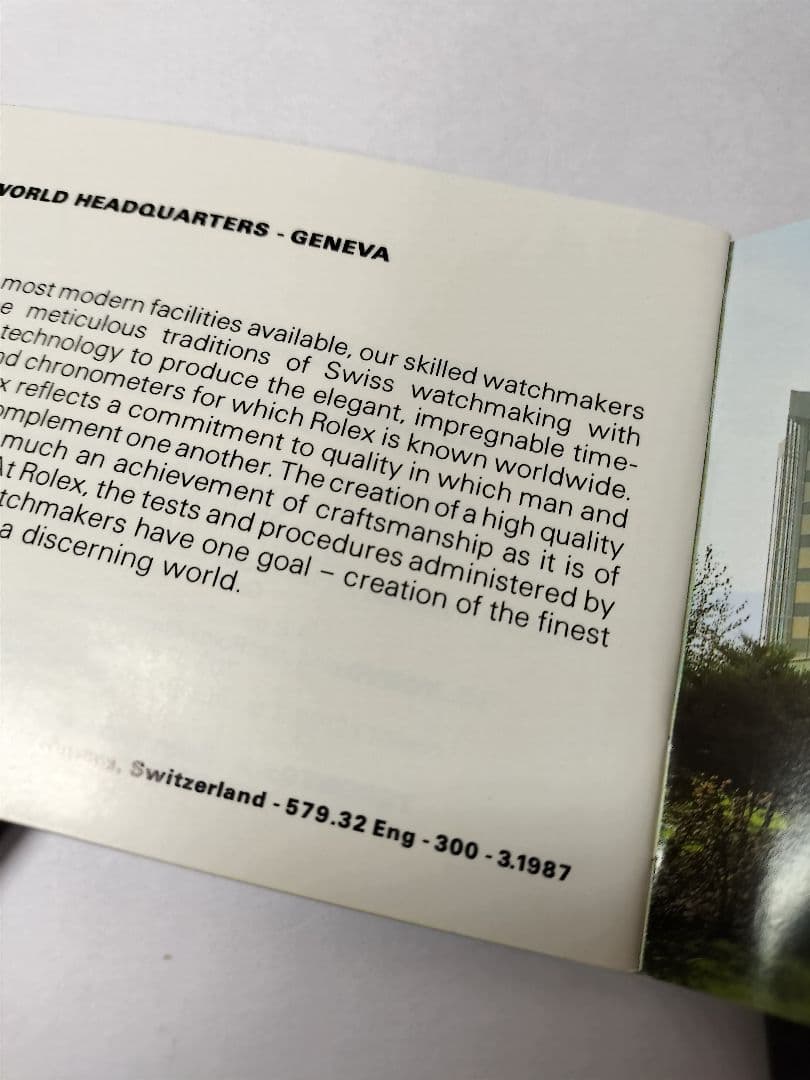 WORLD HEADQUARTERS - GENEVA
most modern facilities available, our skilled watchmakers
meticulous traditions of Swiss watchmaking with
technology to produce the elegant, impregnable time-
chronometers for which Rolex is known worldwide.
reflects a commitment to quality in which man and
one another. The creation of a high quality
much an achievement of craftsmanship as it is of
At Rolex, the tests and procedures administered by
have one goal – creation of the finest
a discerning world.
Switzerland - 579.32 Eng - 300 - 3.1987